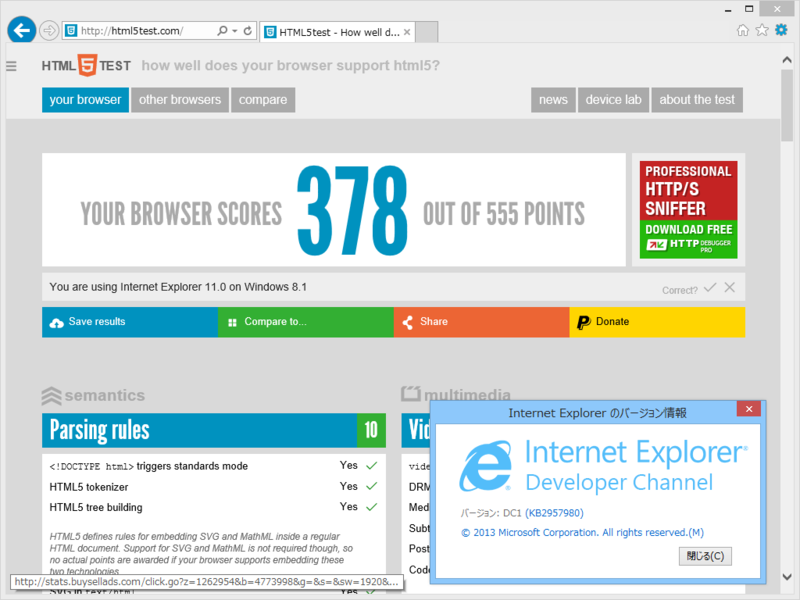 http://html5test.com/
HTML5test - How well d...
HTML 5 TEST how well does your browser support html5?
your browser other browsers compare news device lab about the test
YOUR BROWSER SCORES 378 OUT OF 555 POINTS
PROFESSIONAL
HTTP/S
SNIFFER
DOWNLOAD FREE
HTTP DEBUGGER PRO
You are using Internet Explorer 11.0 on Windows 8.1 Correct?
Save results Compare to... Share Donate
semantics
Parsing rules 10
<!DOCTYPE html> triggers standards mode Yes
HTML5 tokenizer Yes
HTML5 tree building Yes
HTML5 defines rules for embedding SVG and MathML inside a regular
HTML document. Support for SVG and MathML is not required though, so
no actual points are awarded if your browser supports embedding these
two technologies.
SVG in text/html Yes
multimedia
Vid
vide
DRM
Med
Subt
Post
Code
Internet Explorer のバージョン情報
Internet Explorer
Developer Channel
バージョン: DC1 (KB2957980)
© 2013 Microsoft Corporation. All rights reserved.(M)
閉じる(C)
http://stats.buysellads.com/click.go?z=1262954&b=4773998&g=&s=&sw=1920&...